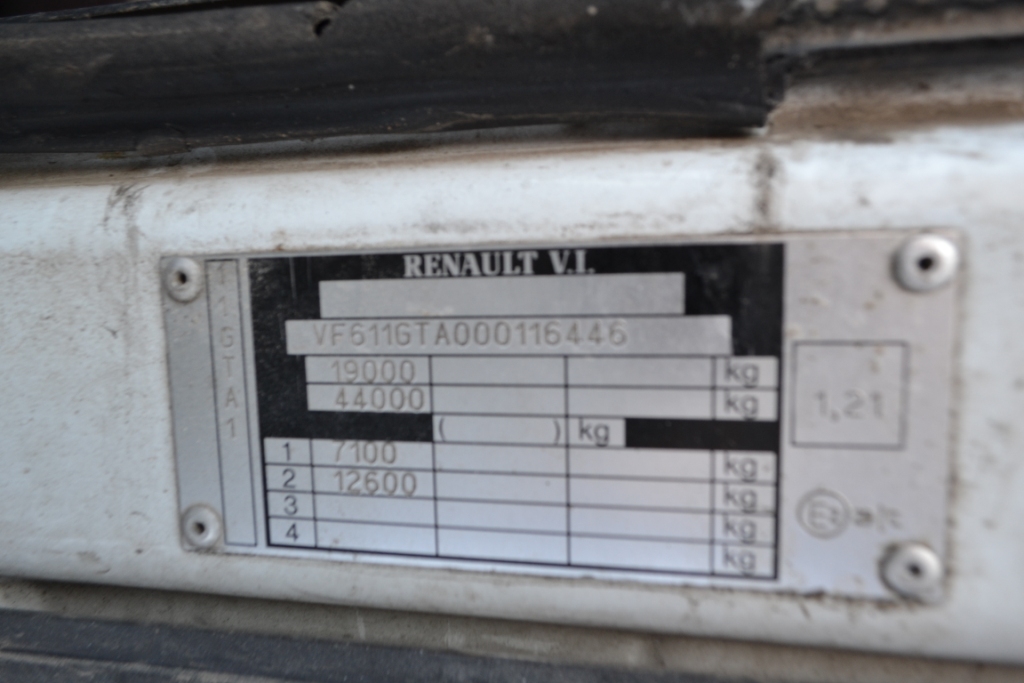 RENAULT V.I.
VF611GTA000116446
19000 kg
44000 kg
( ) kg
1 7100 kg
2 12600 kg
3 kg
4 kg
11GTA1
1.21